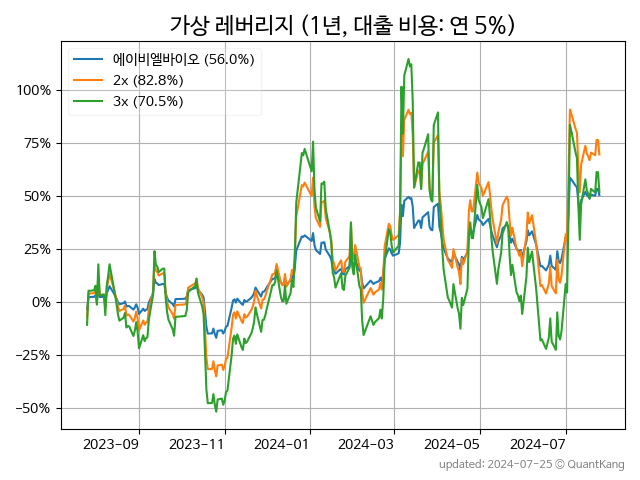 가상 레버리지 (1년, 대출 비용: 연 5%)
에이비엘바이오 (56.0%)
2x (82.8%)
3x (70.5%)
100%
75%
50%
25%
0%
−25%
−50%
2023-09
2023-11
2024-01
2024-03
2024-05
2024-07
updated: 2024-07-25 © QuantKang